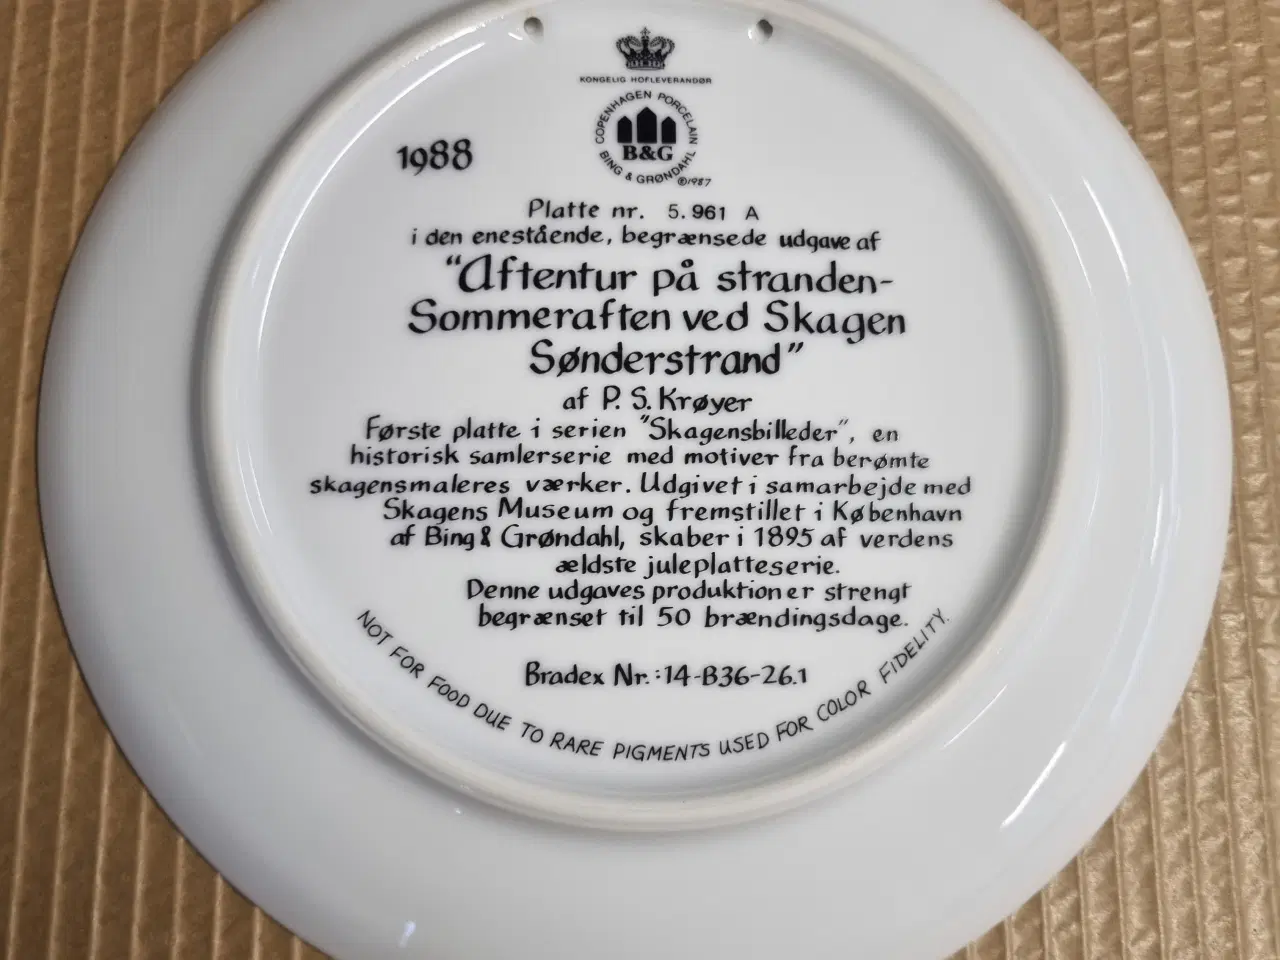 KONGELIG HOFLEVERANDØR
COPENHAGEN PORCELAIN
B&G
BING & GRØNDAHL
©1987
1988
Platte nr. 5.961 A
i den enestående, begrænsede udgave af
"Aftentur på stranden-
Sommeraften ved Skagen
Sønderstrand"
af P. S. Krøyer
Første platte i serien "Skagensbilleder", en
historisk samlerserie med motiver fra berømte
skagensmaleres værker. Udgivet i samarbejde med
Skagens Museum og fremstillet i København
af Bing & Grøndahl, skaber i 1895 af verdens
ældste juleplatteserie.
Denne udgaves produktion er strengt
begrænset til 50 brændingsdage.
Bradex Nr.:14-B36-26.1
NOT FOR FOOD DUE TO RARE PIGMENTS USED FOR COLOR FIDELITY.